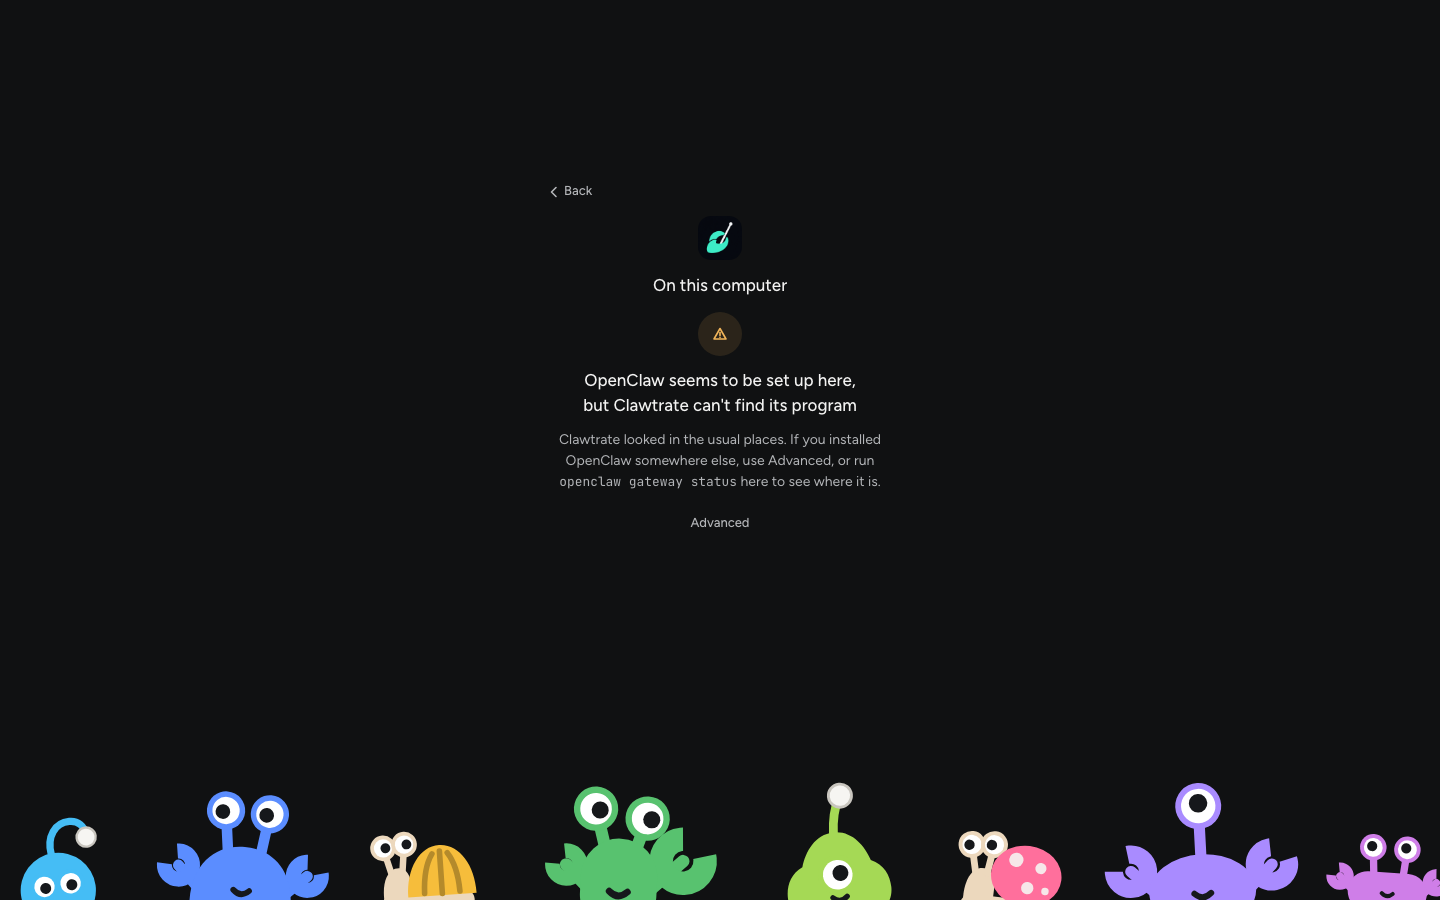 Back
On this computer
OpenClaw seems to be set up here,
but Clawtrate can't find its program
Clawtrate looked in the usual places. If you installed
OpenClaw somewhere else, use Advanced, or run
openclaw gateway status here to see where it is.
Advanced